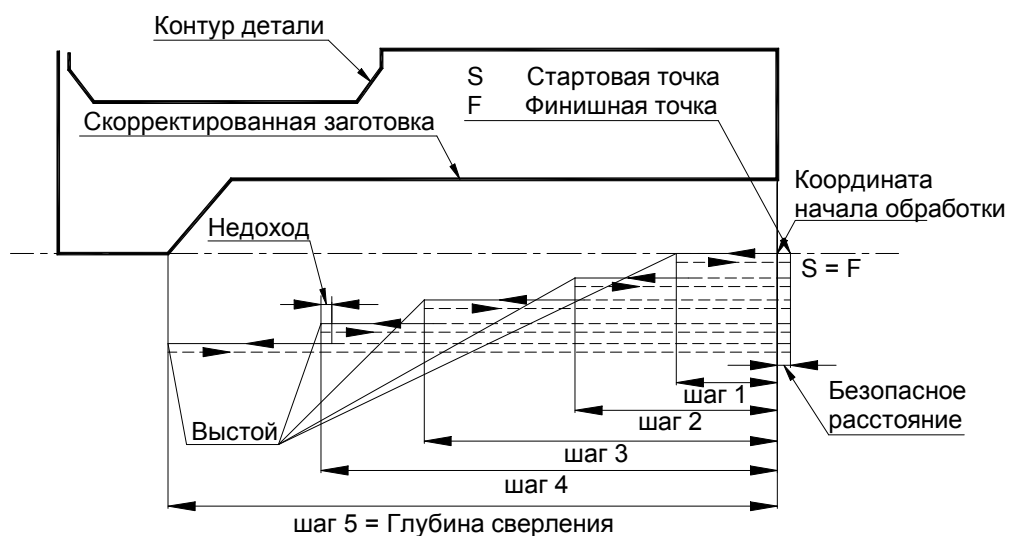 Контур детали
S Стартовая точка
F Финишная точка
Скорректированная заготовка
Координата
начала обработки
Недоход
S = F
шаг 1
Безопасное
расстояние
шаг 2
Выстой
шаг 3
шаг 4
шаг 5 = Глубина сверления